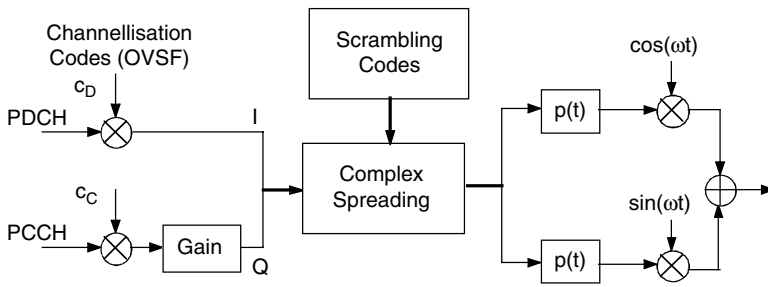 Channellisation
Codes (OVSF)
c_D
PDCH
I
c_C
PCCH
Gain
Q
Scrambling
Codes
Complex
Spreading
cos(ωt)
p(t)
sin(ωt)
p(t)